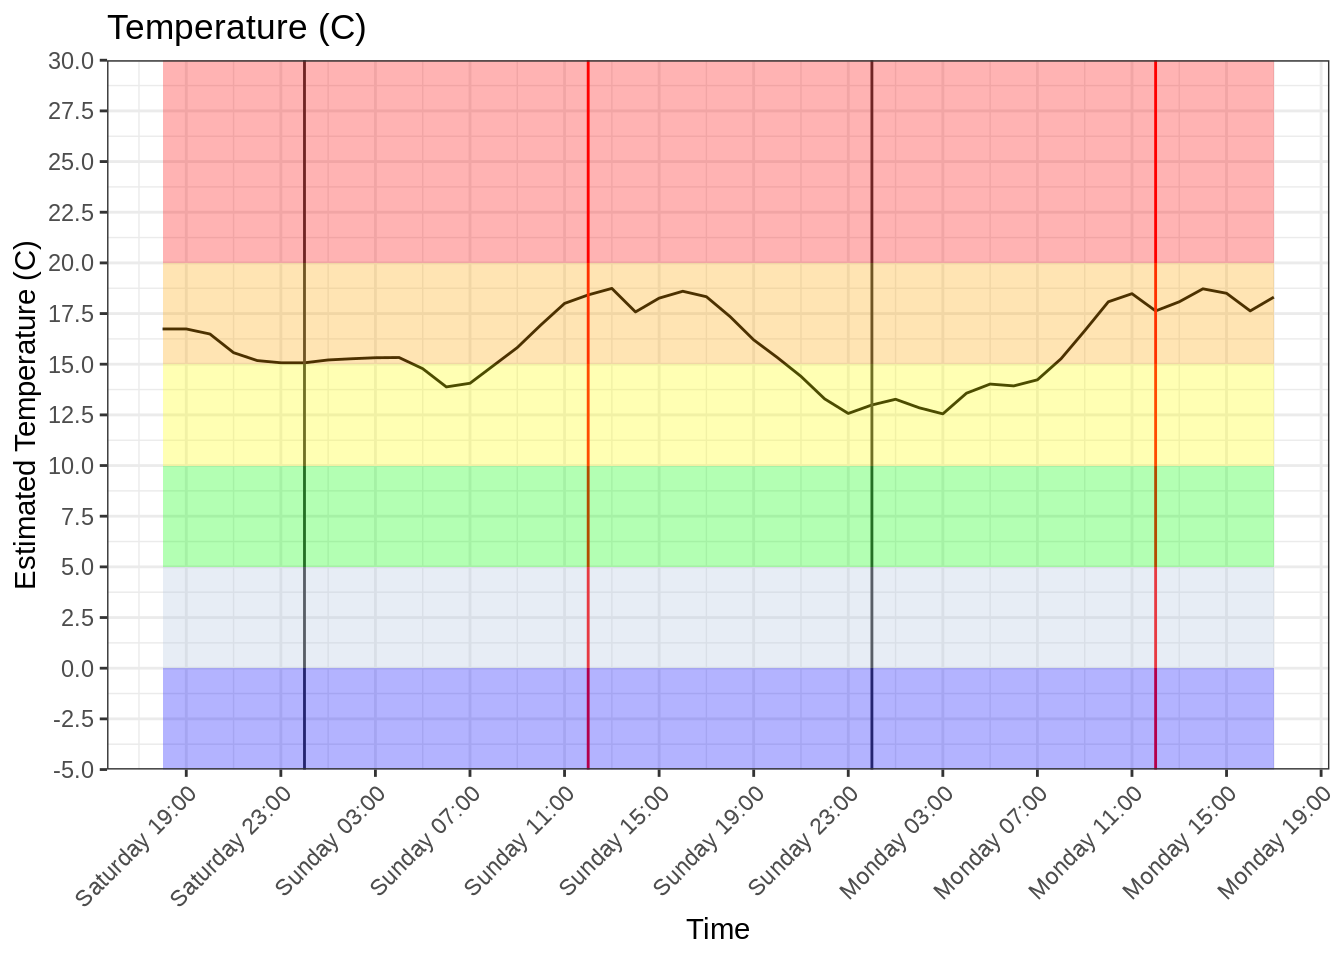 Temperature (C)
Estimated Temperature (C)
30.0
27.5
25.0
22.5
20.0
17.5
15.0
12.5
10.0
7.5
5.0
2.5
0.0
-2.5
-5.0
Saturday 19:00
Saturday 23:00
Sunday 03:00
Sunday 07:00
Sunday 11:00
Sunday 15:00
Sunday 19:00
Sunday 23:00
Monday 03:00
Monday 07:00
Monday 11:00
Monday 15:00
Monday 19:00
Time